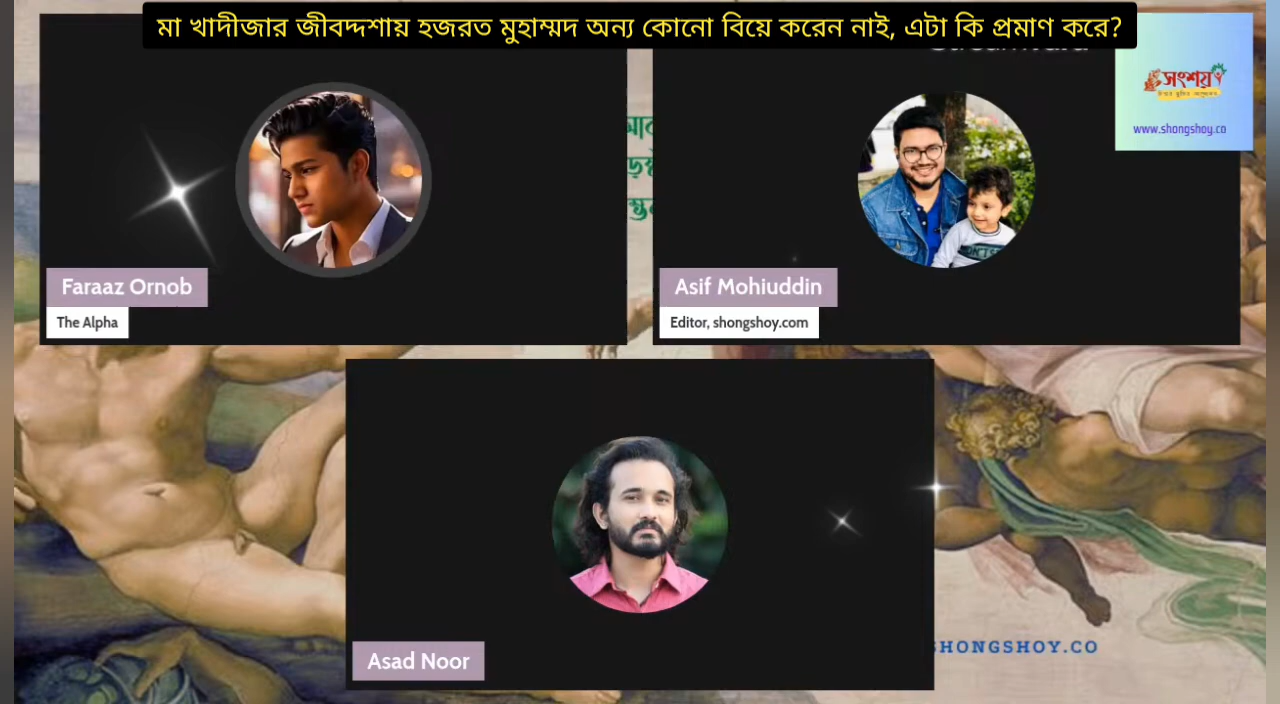 মা খাদীজার জীবদ্দশায় হজরত মুহাম্মদ অন্য কোনো বিয়ে করেন নাই, এটা কি প্রমাণ করে?
সংশয়
www.shongshoy.co
Faraaz Ornob
The Alpha
Asif Mohiuddin
Editor, shongshoy.com
Asad Noor
SHONGSHOY.CO